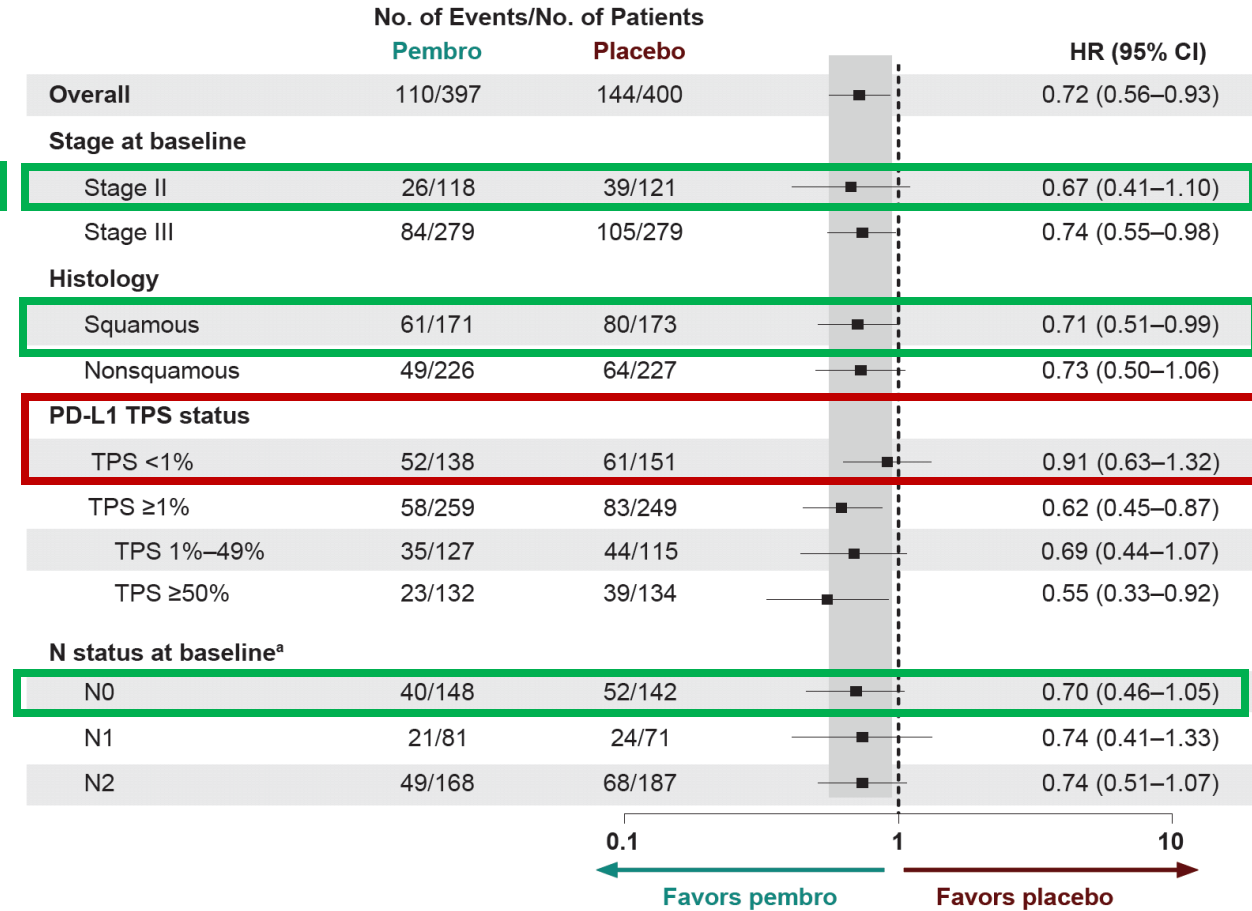 No. of Events/No. of Patients
Pembro Placebo HR (95% CI)
Overall 110/397 144/400 0.72 (0.56–0.93)
Stage at baseline
Stage II 26/118 39/121 0.67 (0.41–1.10)
Stage III 84/279 105/279 0.74 (0.55–0.98)
Histology
Squamous 61/171 80/173 0.71 (0.51–0.99)
Nonsquamous 49/226 64/227 0.73 (0.50–1.06)
PD-L1 TPS status
TPS <1% 52/138 61/151 0.91 (0.63–1.32)
TPS ≥1% 58/259 83/249 0.62 (0.45–0.87)
TPS 1%–49% 35/127 44/115 0.69 (0.44–1.07)
TPS ≥50% 23/132 39/134 0.55 (0.33–0.92)
N status at baselineᵃ
N0 40/148 52/142 0.70 (0.46–1.05)
N1 21/81 24/71 0.74 (0.41–1.33)
N2 49/168 68/187 0.74 (0.51–1.07)
0.1 1 10
Favors pembro Favors placebo